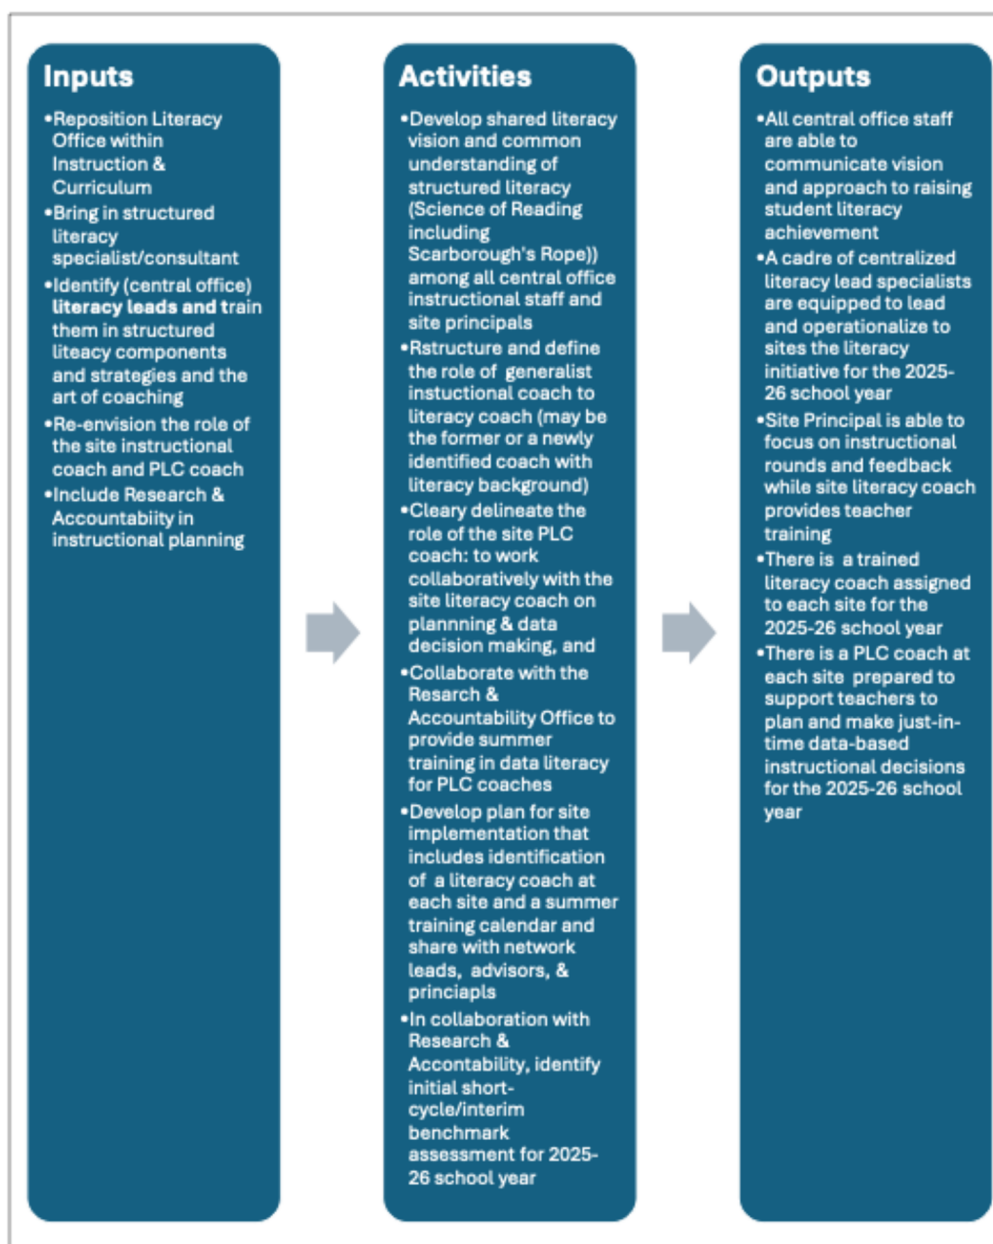 Inputs
•Reposition Literacy
Office within
Instruction &
Curriculum
•Bring in structured
literacy
specialist/consultant
•Identify (central office)
literacy leads and train
them in structured
liteacy components
and strategies and the
art of coaching
•Re-envision the role of
the site instructional
coach and PLC coach
•Include Research &
Accountabiity in
instructional planning
Activities
•Develop shared literacy
vision and common
understanding of
structured literacy
(Science of Reading
including
Scarborough's Rope))
among all central office
instructional staff and
site principals
•Rstructure and define
the role of generalist
instuctional coach to
literacy coach (may be
the former or a newly
identified coach with
literacy background)
•Cleary delineate the
role of the site PLC
coach: to work
collaboratively with the
site literacy coach on
plannning & data
decision making, and
•Collaborate with the
Resarch &
Accountability Office to
provide summer
training in data literacy
for PLC coaches
•Develop plan for site
implementation that
includes identification
of a literacy coach at
each site and a summer
training calendar and
share with network
leads, advisors, &
princiapls
•In collaboration with
Research &
Accontability, identify
initial short-
cycle/interim
benchmark
assessment for 2025-
26 school year
Outputs
•All central office staff
are able to
communicate vision
and approach to raising
student literacy
achievement
•A cadre of centralized
literacy lead specialists
are equipped to lead
and operationalize to
sites the literacy
initiative for the 2025-
26 school year
•Site Principal is able to
focus on instructional
rounds and feedback
while site literacy coach
provides teacher
training
•There is a trained
literacy coach assigned
to each site for the
2025-26 school year
•There is a PLC coach at
each site prepared to
support teachers to
plan and make just-in-
time data-based
instructional decisions
for the 2025-26 school
year